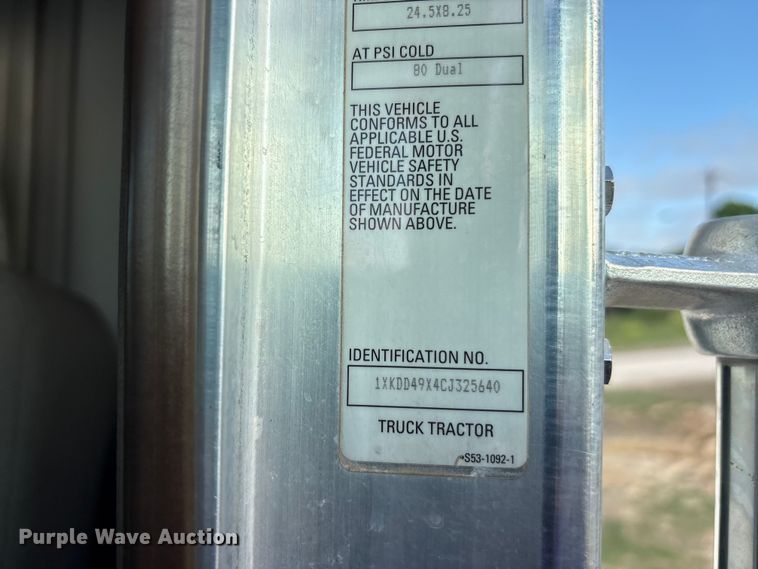 24.5X8.25
AT PSI COLD
80 Dual
THIS VEHICLE
CONFORMS TO ALL
APPLICABLE U.S.
FEDERAL MOTOR
VEHICLE SAFETY
STANDARDS IN
EFFECT ON THE DATE
OF MANUFACTURE
SHOWN ABOVE.
IDENTIFICATION NO.
1XKDD49X4CJ325640
TRUCK TRACTOR
S53-1092-1
Purple Wave Auction